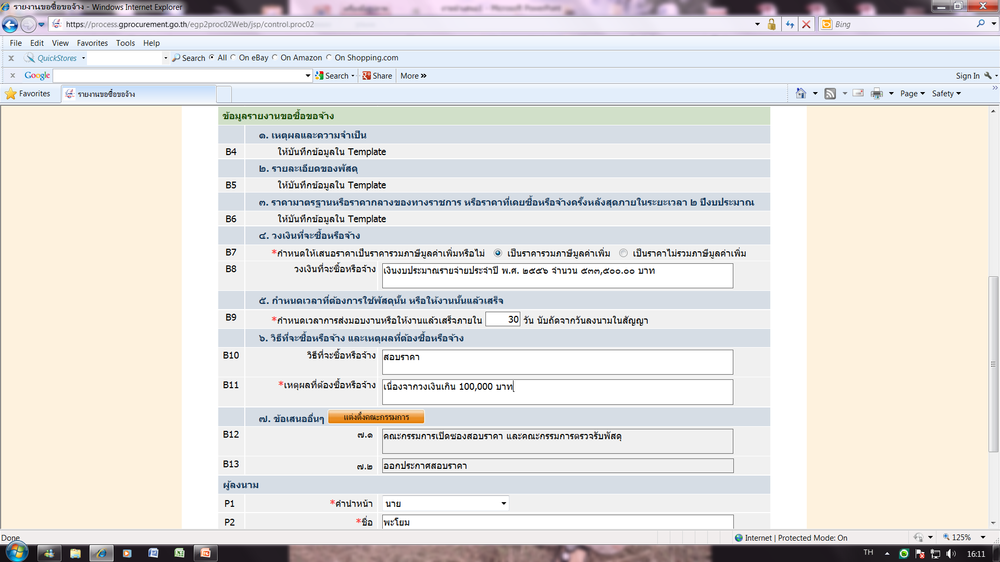 รายงานขอซื้อขอจ้าง - Windows Internet Explorer
https://process.gprocurement.go.th/egp2proc02Web/jsp/control.proc02
Bing
File Edit View Favorites Tools Help
x QuickStores Search All On eBay On Amazon On Shopping.com
x Google Search Share More »
Sign In
Favorites รายงานขอซื้อขอจ้าง Page Safety »
ข้อมูลรายงานขอซื้อขอจ้าง
๑. เหตุผลและความจำเป็น
B4 ให้บันทึกข้อมูลใน Template
๒. รายละเอียดของพัสดุ
B5 ให้บันทึกข้อมูลใน Template
๓. ราคามาตรฐานหรือราคากลางของทางราชการ หรือราคาที่เคยซื้อหรือจ้างครั้งหลังสุดภายในระยะเวลา ๒ ปีงบประมาณ
B6 ให้บันทึกข้อมูลใน Template
๔. วงเงินที่จะซื้อหรือจ้าง
B7 *กำหนดให้เสนอราคาเป็นราคารวมภาษีมูลค่าเพิ่มหรือไม่ เป็นราคารวมภาษีมูลค่าเพิ่ม เป็นราคาไม่รวมภาษีมูลค่าเพิ่ม
B8 วงเงินที่จะซื้อหรือจ้าง เงินงบประมาณรายจ่ายประจำปี พ.ศ. ๒๕๕๖ จำนวน ๕๓๓,๕๐๐.๐๐ บาท
๕. กำหนดเวลาที่ต้องการใช้พัสดุนั้น หรือให้งานนั้นแล้วเสร็จ
B9 *กำหนดเวลาการส่งมอบงานหรือให้งานแล้วเสร็จภายใน 30 วัน นับถัดจากวันลงนามในสัญญา
๖. วิธีที่จะซื้อหรือจ้าง และเหตุผลที่ต้องซื้อหรือจ้าง
B10 วิธีที่จะซื้อหรือจ้าง สอบราคา
B11 *เหตุผลที่ต้องซื้อหรือจ้าง เนื่องจากวงเงินเกิน 100,000 บาท
๗. ข้อเสนออื่นๆ แต่งตั้งคณะกรรมการ
B12 ๗.๑ คณะกรรมการเปิดซองสอบราคา และคณะกรรมการตรวจรับพัสดุ
B13 ๗.๒ ออกประกาศสอบราคา
ผู้ลงนาม
P1 *คำนำหน้า นาย
P2 *ชื่อ พะโยม
Done Internet | Protected Mode: On 125%
TH 16:11